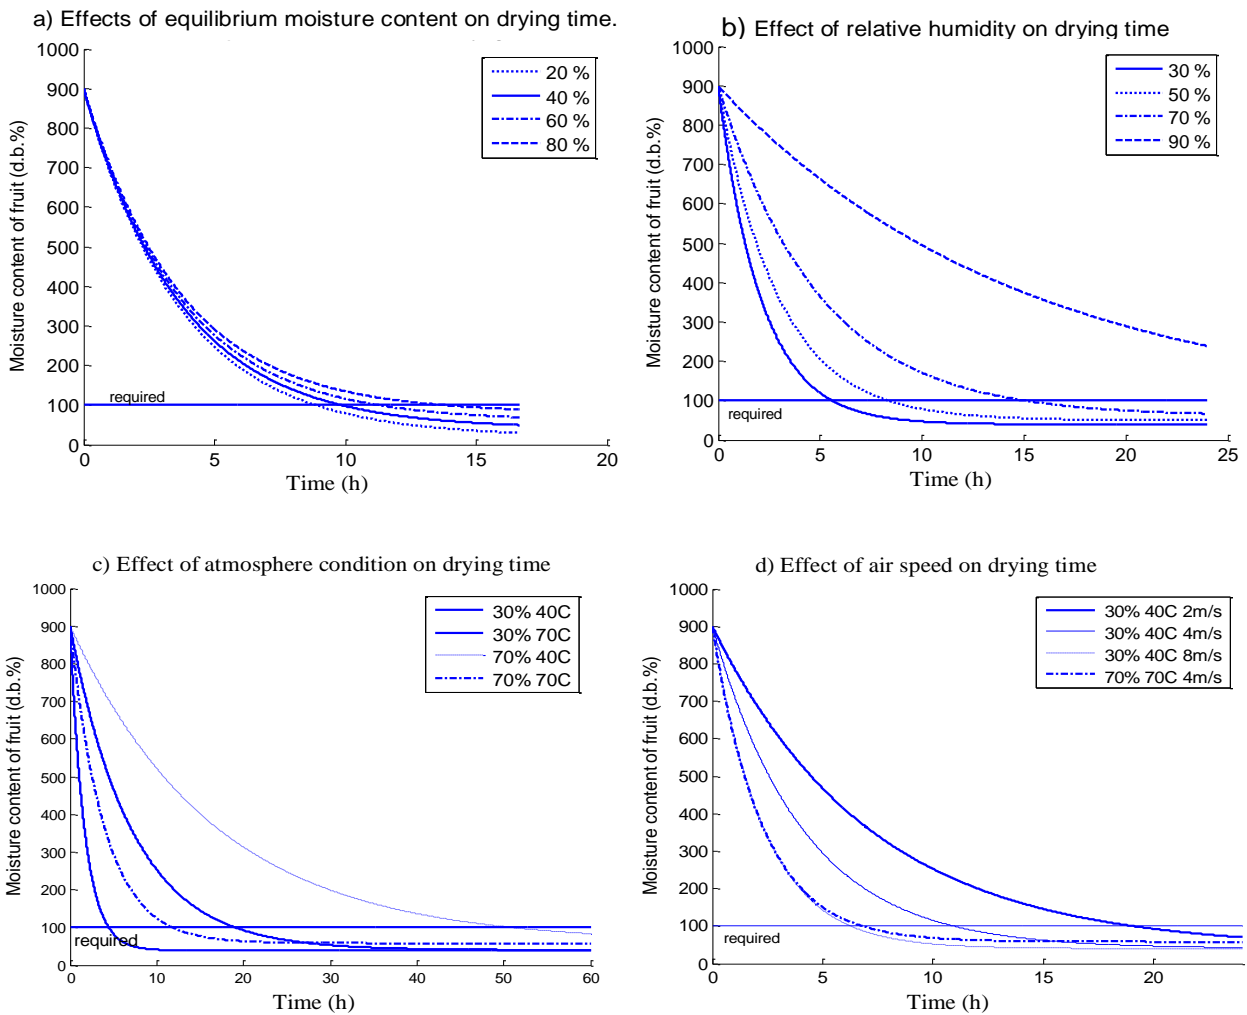 a) Effects of equilibrium moisture content on drying time.
1000
900
800
700
600
500
400
300
200
100
0
Moisture content of fruit (d.b.%)
20 %
40 %
60 %
80 %
required
0 5 10 15 20
Time (h)
b) Effect of relative humidity on drying time
1000
900
800
700
600
500
400
300
200
100
0
Moisture content of fruit (d.b.%)
30 %
50 %
70 %
90 %
required
0 5 10 15 20 25
Time (h)
c) Effect of atmosphere condition on drying time
1000
900
800
700
600
500
400
300
200
100
0
Moisture content of fruit (d.b.%)
30% 40C
30% 70C
70% 40C
70% 70C
required
0 10 20 30 40 50 60
Time (h)
d) Effect of air speed on drying time
1000
900
800
700
600
500
400
300
200
100
0
Moisture content of fruit (d.b.%)
30% 40C 2m/s
30% 40C 4m/s
30% 40C 8m/s
70% 70C 4m/s
required
0 5 10 15 20
Time (h)